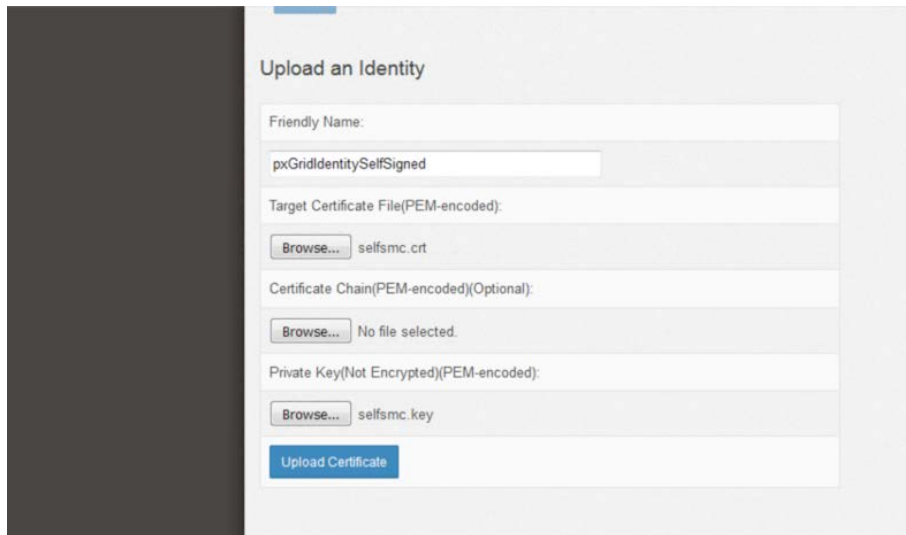 Upload an Identity
Friendly Name:
pxGridIdentitySelfSigned
Target Certificate File(PEM-encoded):
Browse... selfsmc.crt
Certificate Chain(PEM-encoded)(Optional):
Browse... No file selected.
Private Key(Not Encrypted)(PEM-encoded):
Browse... selfsmc.key
Upload Certificate